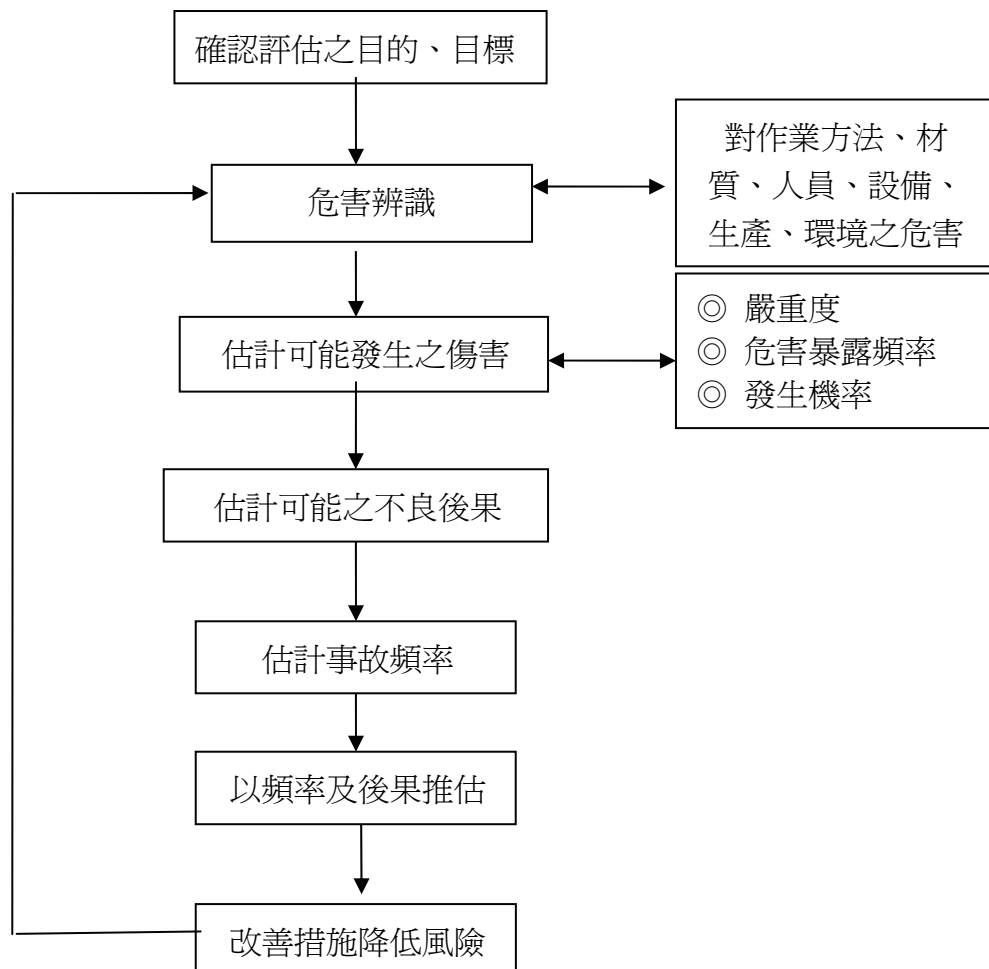 確認評估之目的、目標
危害辨識
對作業方法、材
質、人員、設備、
生產、環境之危害
估計可能發生之傷害
◎ 嚴重度
◎ 危害暴露頻率
◎ 發生機率
估計可能之不良後果
估計事故頻率
以頻率及後果推估
改善措施降低風險